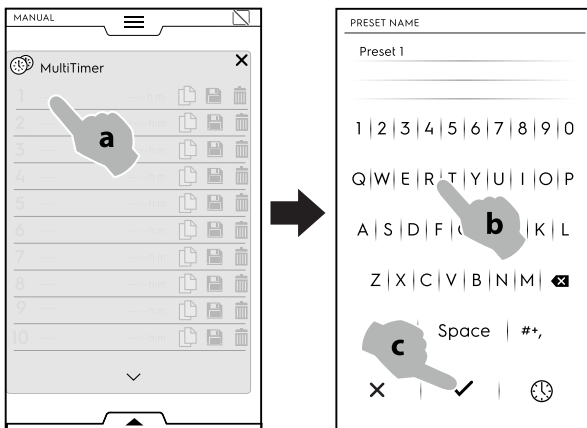 MANUAL
MultiTimer
1 --- h m
2 --- h m
3 --- h m
4 --- h m
5 --- h m
6 --- h m
7 --- h m
8 --- h m
9 --- h m
10 --- h m
a
PRESET NAME
Preset 1
1 2 3 4 5 6 7 8 9 0
Q W E R T Y U I O P
A S D F K L
b
Z X C V B N M
Space #+,
c